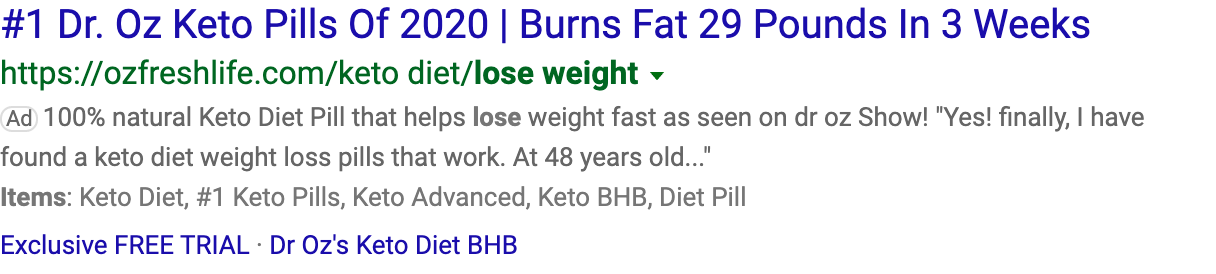 #1 Dr. Oz Keto Pills Of 2020 | Burns Fat 29 Pounds In 3 Weeks
https://ozfreshlife.com/keto diet/lose weight
Ad 100% natural Keto Diet Pill that helps lose weight fast as seen on dr oz Show! "Yes! finally, I have
found a keto diet weight loss pills that work. At 48 years old..."
Items: Keto Diet, #1 Keto Pills, Keto Advanced, Keto BHB, Diet Pill
Exclusive FREE TRIAL · Dr Oz's Keto Diet BHB